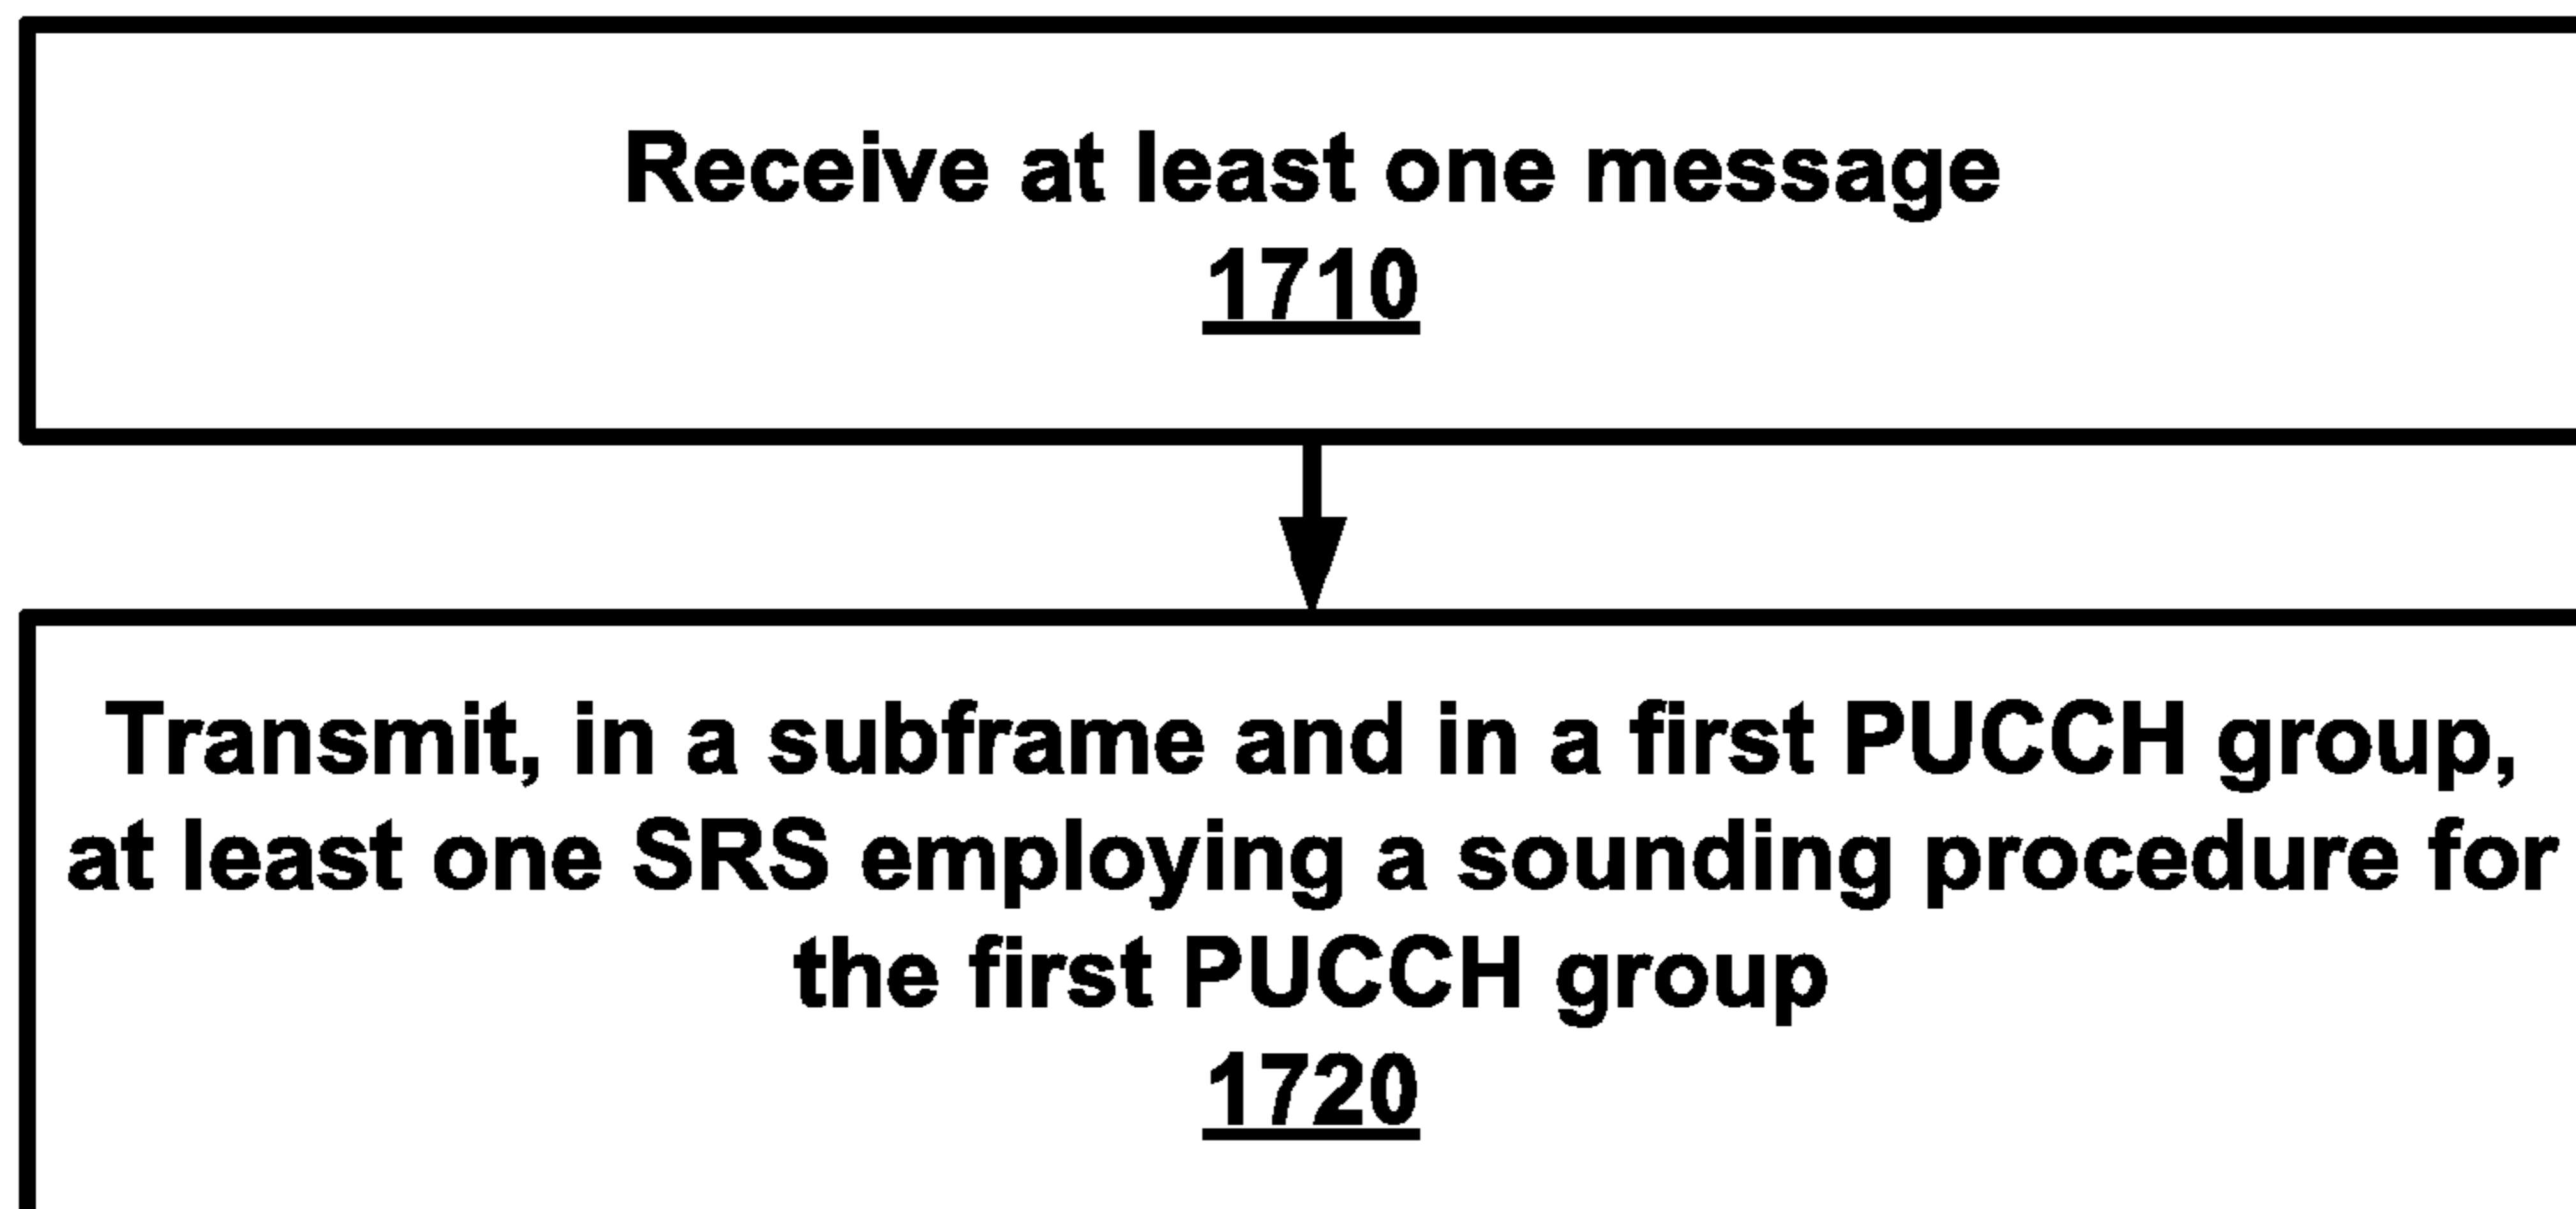 Receive at least one message
1710
Transmit, in a subframe and in a first PUCCH group,
at least one SRS employing a sounding procedure for
the first PUCCH group
1720